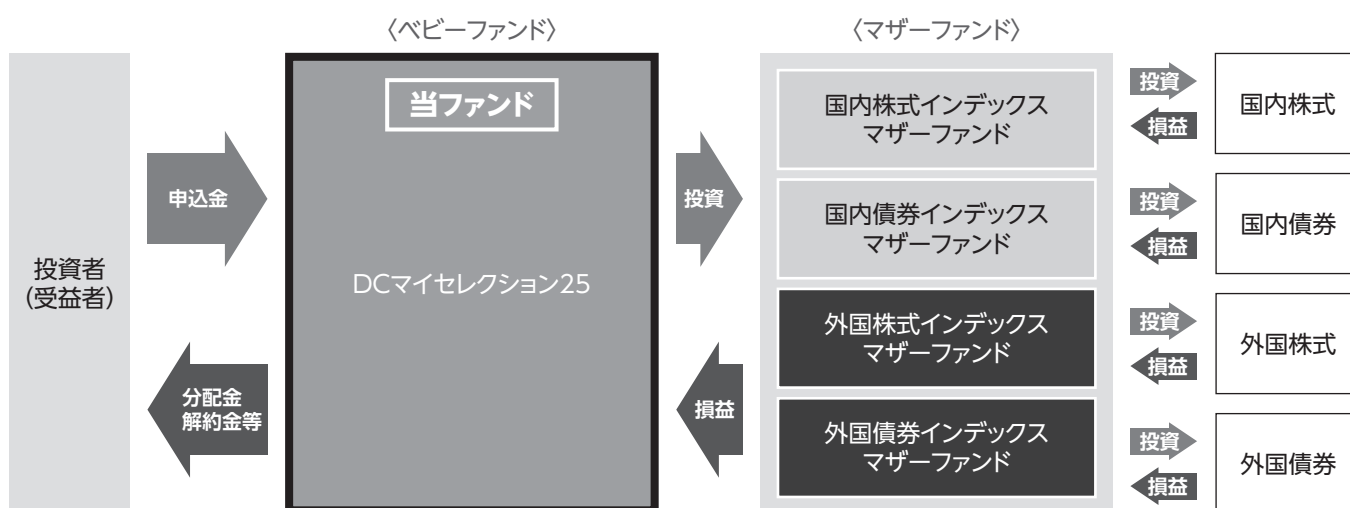 〈ベビーファンド〉
〈マザーファンド〉
投資者
(受益者)
申込金
分配金
解約金等
当ファンド
DCマイセレクション25
投資
損益
国内株式インデックス
マザーファンド
国内債券インデックス
マザーファンド
外国株式インデックス
マザーファンド
外国債券インデックス
マザーファンド
投資
損益
国内株式
投資
損益
国内債券
投資
損益
外国株式
投資
損益
外国債券